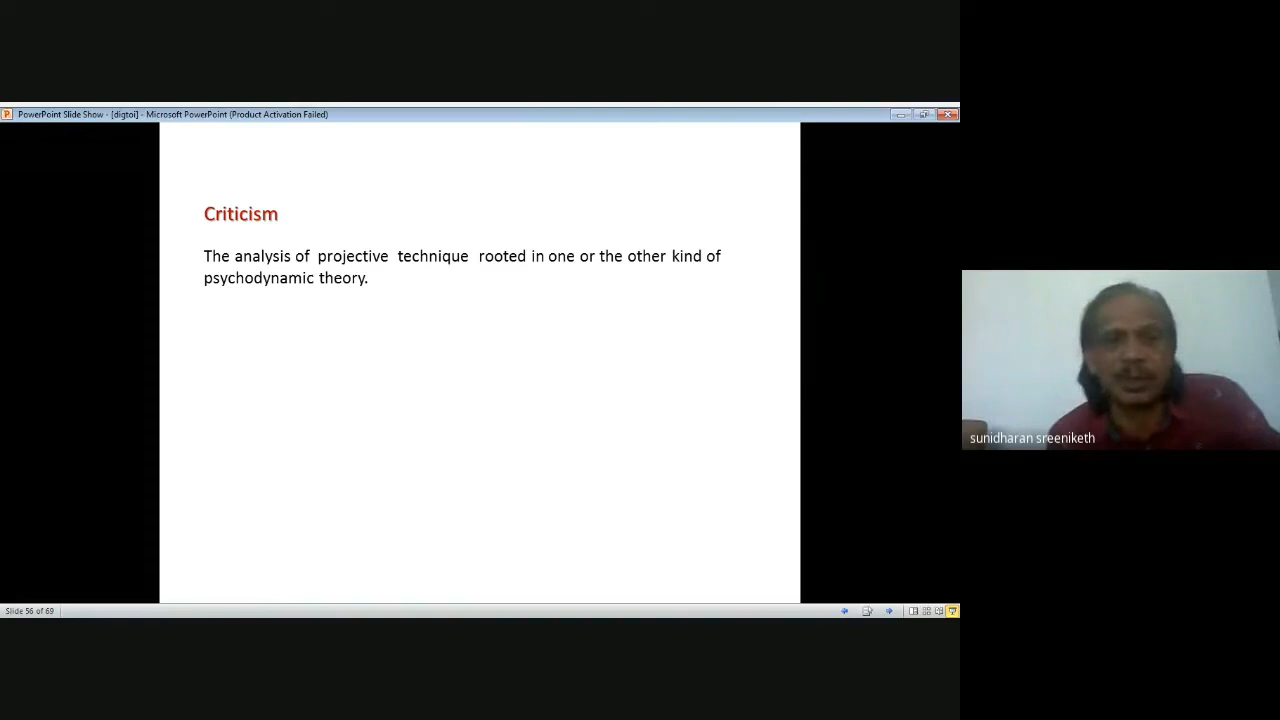 PowerPoint Slide Show - [digtoi] - Microsoft PowerPoint (Product Activation Failed)
Criticism
The analysis of projective technique rooted in one or the other kind of
psychodynamic theory.
sunidharan sreeniketh
Slide 56 of 69